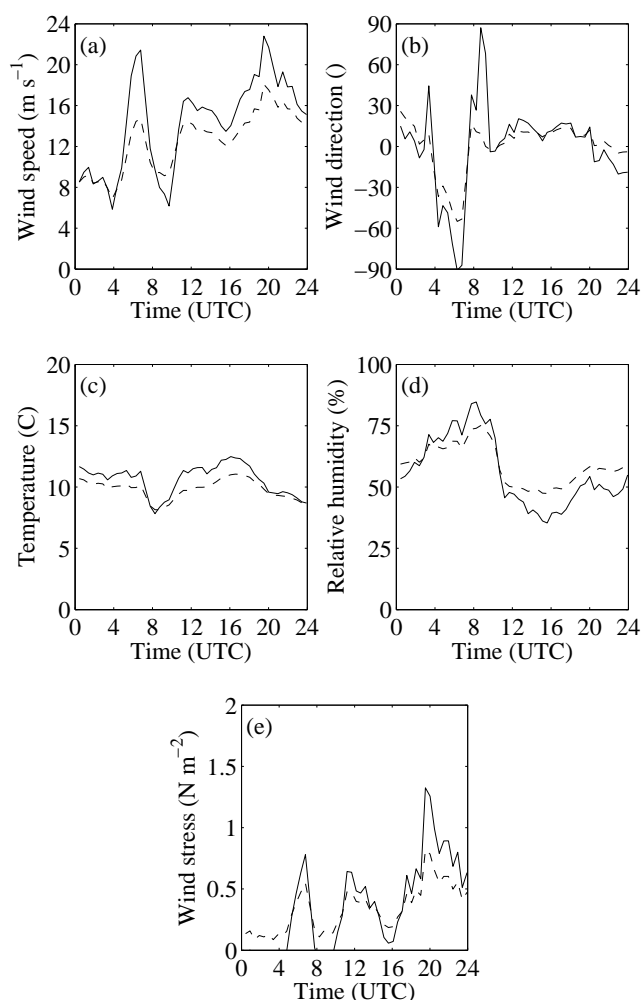 24
20
16
12
8
4
0
Wind speed (m s−1)
(a)
0 4 8 12 16 20 24
Time (UTC)
90
60
30
0
−30
−60
−90
Wind direction ()
(b)
0 4 8 12 16 20 24
Time (UTC)
20
15
10
5
0
Temperature (C)
(c)
0 4 8 12 16 20 24
Time (UTC)
100
75
50
25
0
Relative humidity (%)
(d)
0 4 8 12 16 20 24
Time (UTC)
2
1.5
1
0.5
0
Wind stress (N m−2)
(e)
0 4 8 12 16 20 24
Time (UTC)